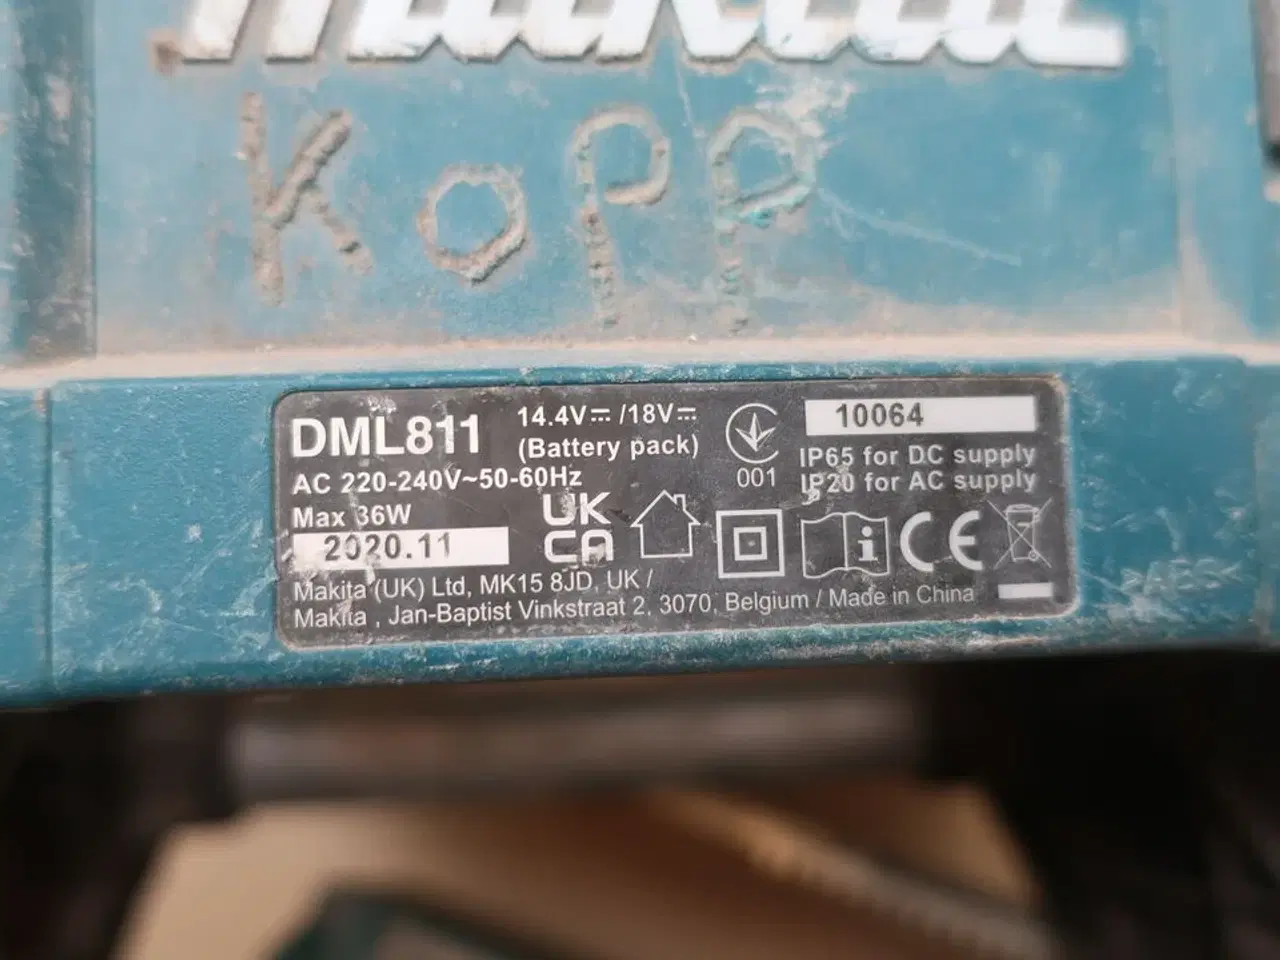 makita
KoPP
DML811
14.4V⎓ /18V⎓
(Battery pack)
AC 220-240V~50-60Hz
Max 36W
2020.11
001
10064
IP65 for DC supply
IP20 for AC supply
UK
CA
i
CE
Makita (UK) Ltd, MK15 8JD, UK /
Makita , Jan-Baptist Vinkstraat 2, 3070, Belgium / Made in China